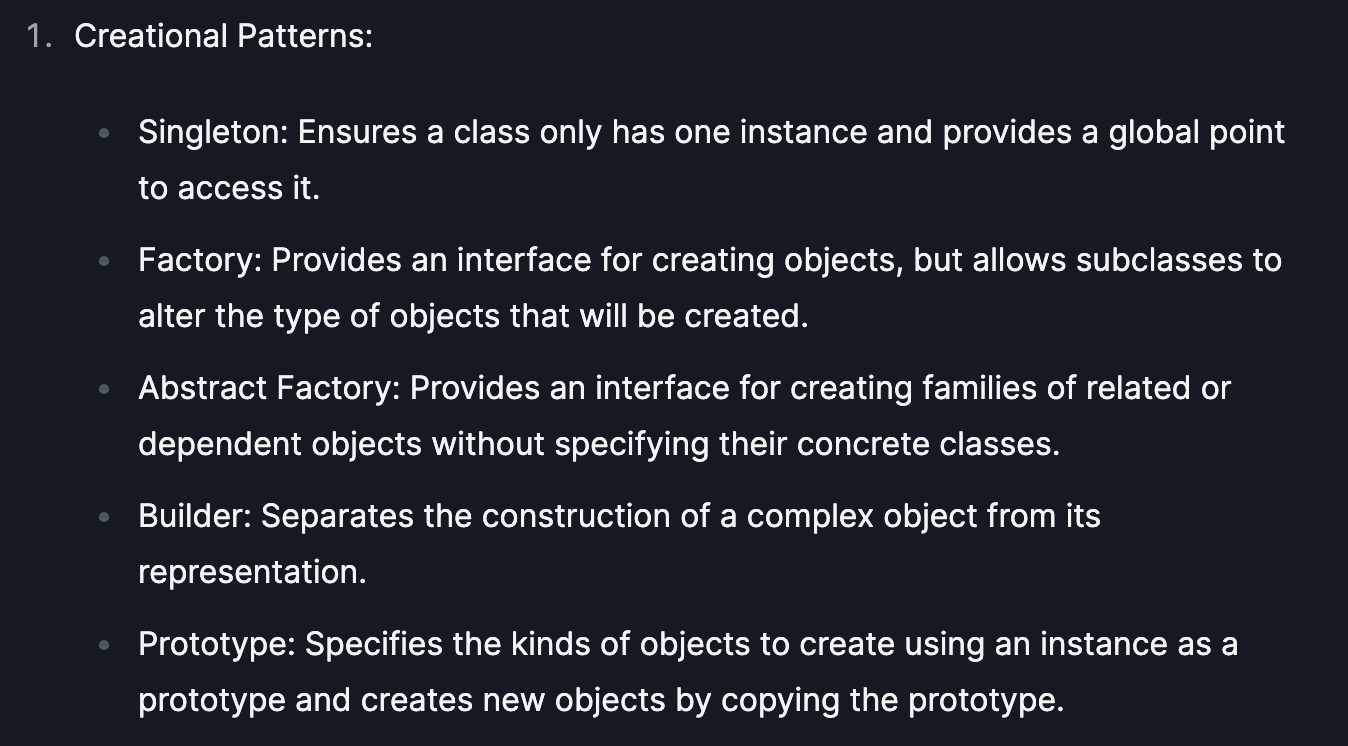 1. Creational Patterns:
• Singleton: Ensures a class only has one instance and provides a global point
to access it.
• Factory: Provides an interface for creating objects, but allows subclasses to
alter the type of objects that will be created.
• Abstract Factory: Provides an interface for creating families of related or
dependent objects without specifying their concrete classes.
• Builder: Separates the construction of a complex object from its
representation.
• Prototype: Specifies the kinds of objects to create using an instance as a
prototype and creates new objects by copying the prototype.